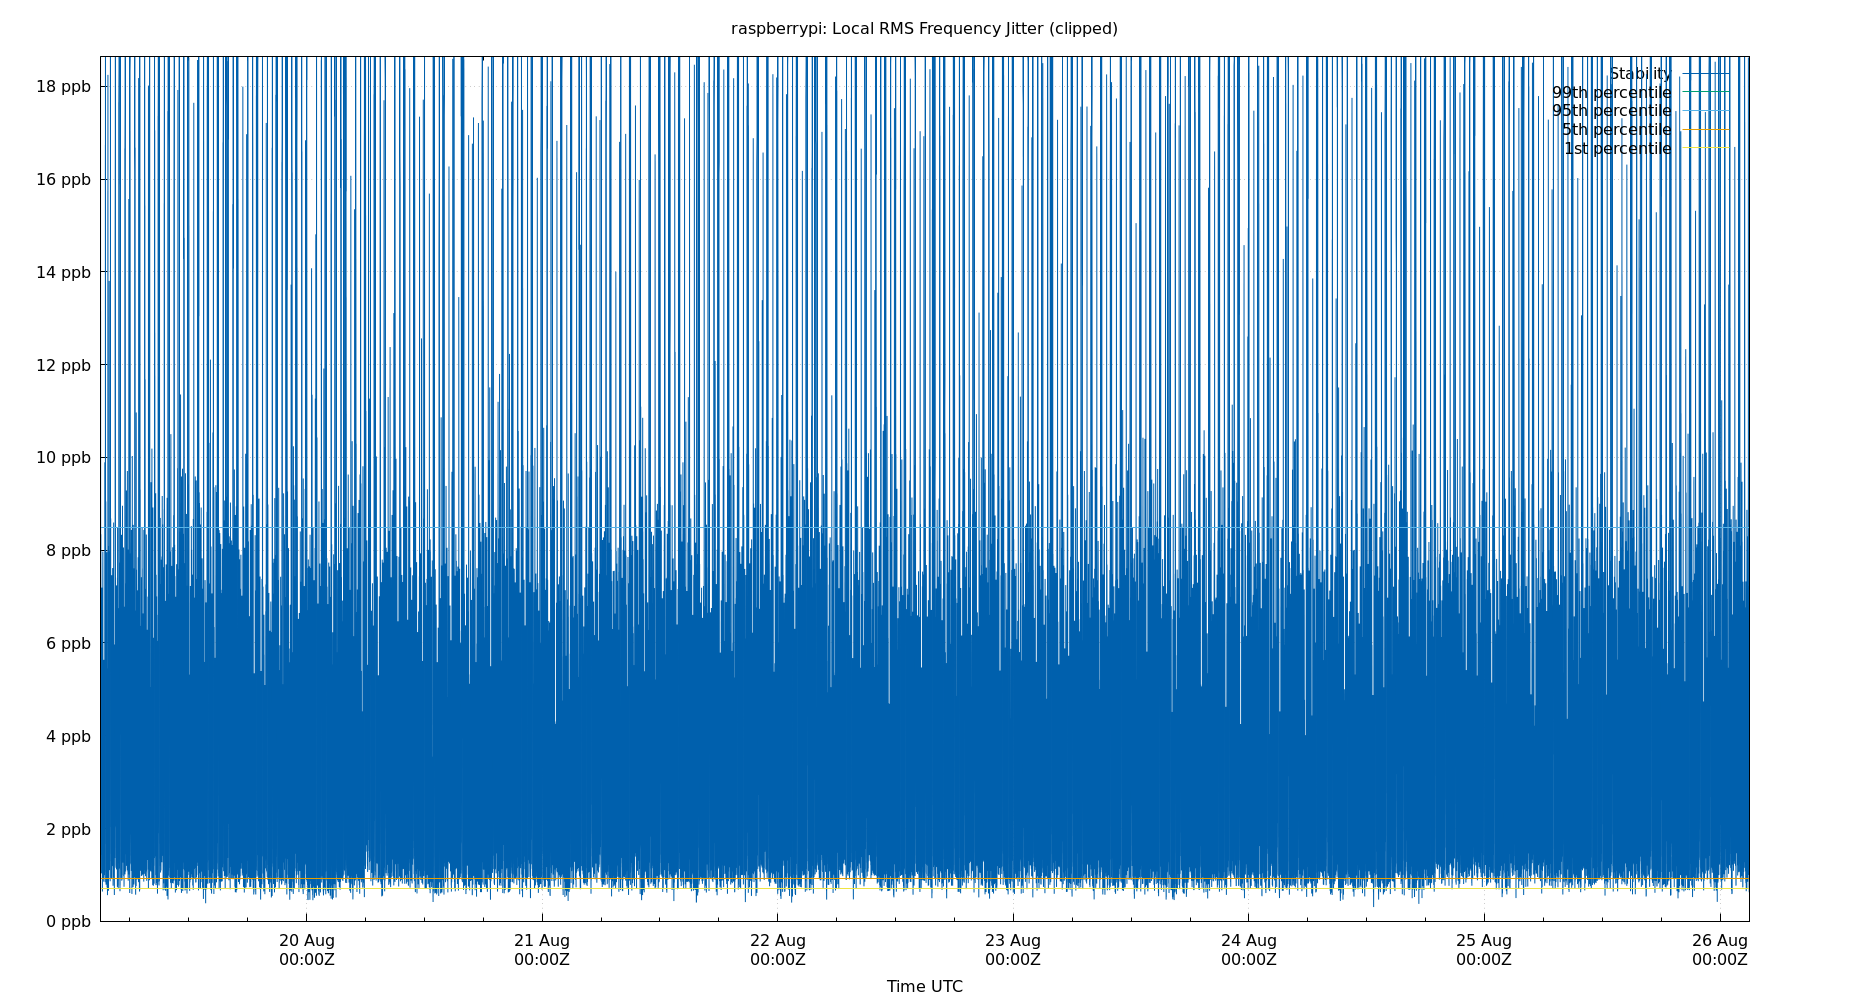 raspberrypi: Local RMS Frequency Jitter (clipped)
18 ppb
16 ppb
14 ppb
12 ppb
10 ppb
8 ppb
6 ppb
4 ppb
2 ppb
0 ppb
Stability
99th percentile
95th percentile
5th percentile
1st percentile
20 Aug
00:00Z
21 Aug
00:00Z
22 Aug
00:00Z
23 Aug
00:00Z
24 Aug
00:00Z
25 Aug
00:00Z
26 Aug
00:00Z
Time UTC